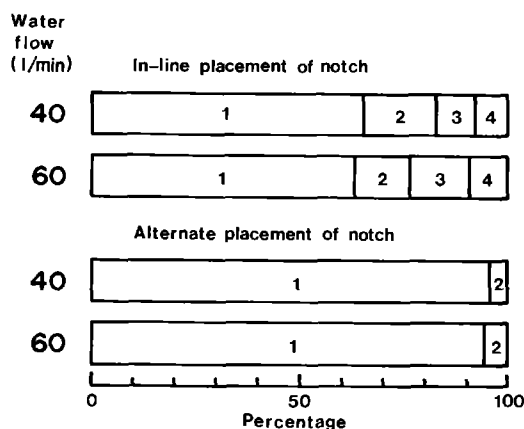 Water
flow
(l/min)
In-line placement of notch
40 1 2 3 4
60 1 2 3 4
Alternate placement of notch
40 1 2
60 1 2
0 50 100
Percentage